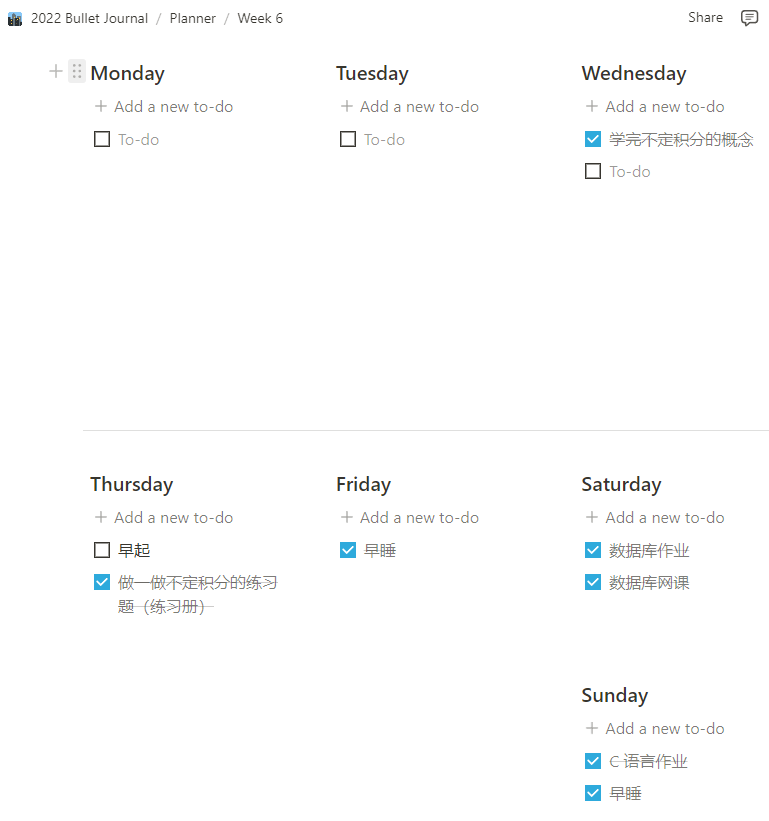 2022 Bullet Journal / Planner / Week 6
Share
Monday
+ Add a new to-do
To-do
Tuesday
+ Add a new to-do
To-do
Wednesday
+ Add a new to-do
学完不定积分的概念
To-do
Thursday
+ Add a new to-do
早起
做一做不定积分的练习
题（练习册）
Friday
+ Add a new to-do
早睡
Saturday
+ Add a new to-do
数据库作业
数据库网课
Sunday
+ Add a new to-do
C 语言作业
早睡